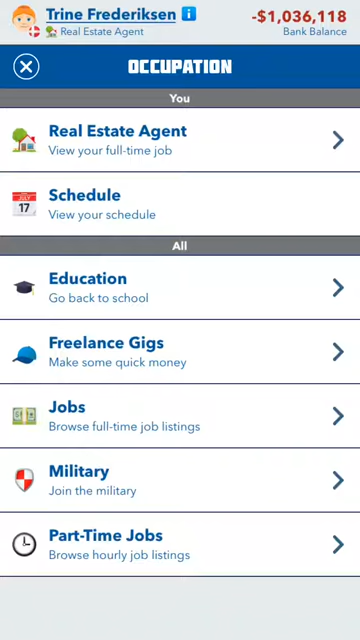 Trine Frederiksen
-$1,036,118
Real Estate Agent
Bank Balance
OCCUPATION
You
Real Estate Agent
View your full-time job
JULY
17
Schedule
View your schedule
All
Education
Go back to school
Freelance Gigs
Make some quick money
Jobs
Browse full-time job listings
Military
Join the military
Part-Time Jobs
Browse hourly job listings